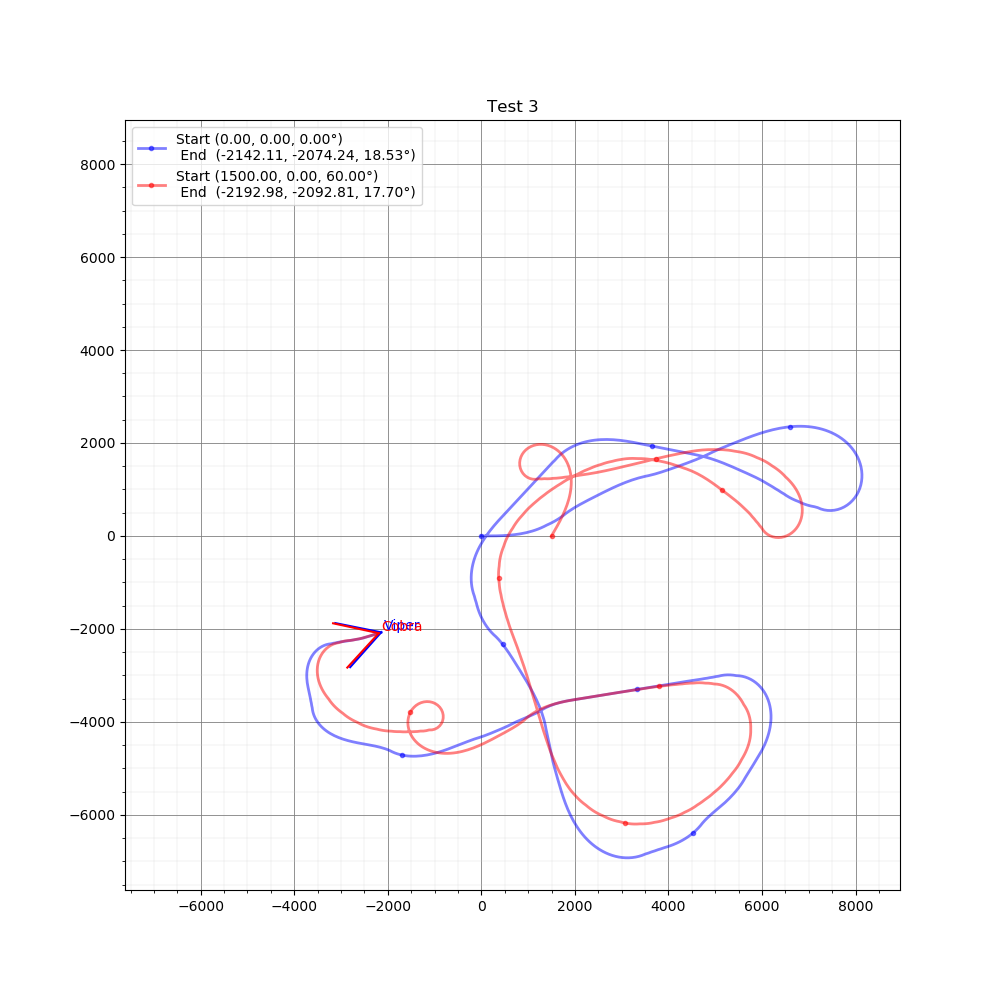 Test 3
Start (0.00, 0.00, 0.00°)
End  (-2142.11, -2074.24, 18.53°)
Start (1500.00, 0.00, 60.00°)
End  (-2192.98, -2092.81, 17.70°)
8000
6000
4000
2000
0
−2000
−4000
−6000
Viper
Cobra
−6000 −4000 −2000 0 2000 4000 6000 8000